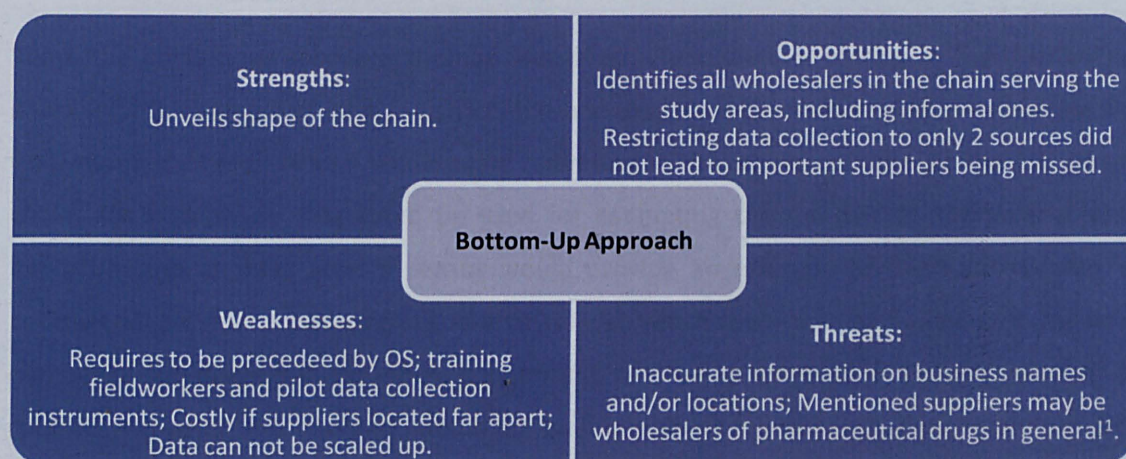 Strengths:
Unveils shape of the chain.
Opportunities:
Identifies all wholesalers in the chain serving the
study areas, including informal ones.
Restricting data collection to only 2 sources did
not lead to important suppliers being missed.
Bottom-Up Approach
Weaknesses:
Requires to be precedeed by OS; training
fieldworkers and pilot data collection
instruments; Costly if suppliers located far apart;
Data can not be scaled up.
Threats:
Inaccurate information on business names
and/or locations; Mentioned suppliers may be
wholesalers of pharmaceutical drugs in general¹.